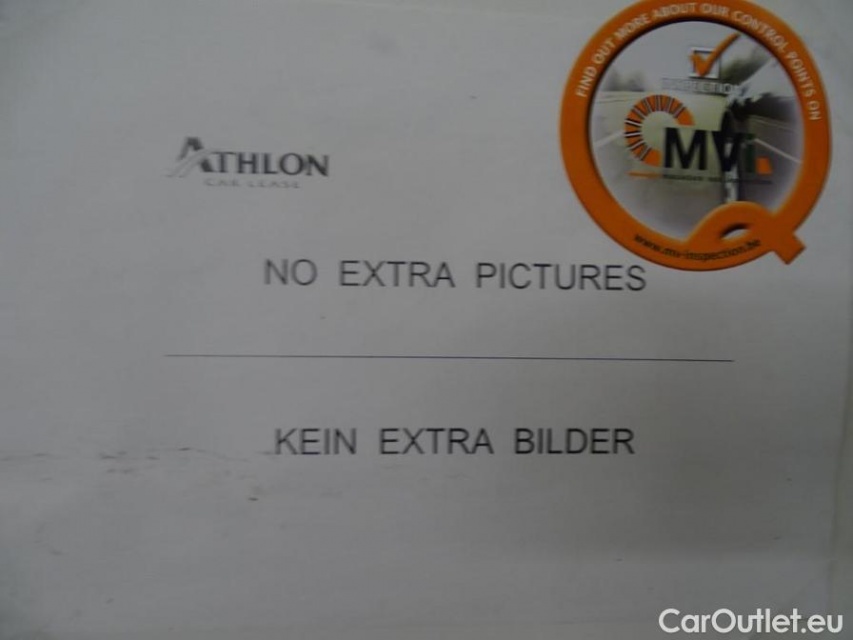 FIND OUT MORE ABOUT OUR CONTROL POINTS ON
MVI
www.mv-inspection.be
ATHLON
CAR LEASE
NO EXTRA PICTURES
KEIN EXTRA BILDER
CarOutlet.eu